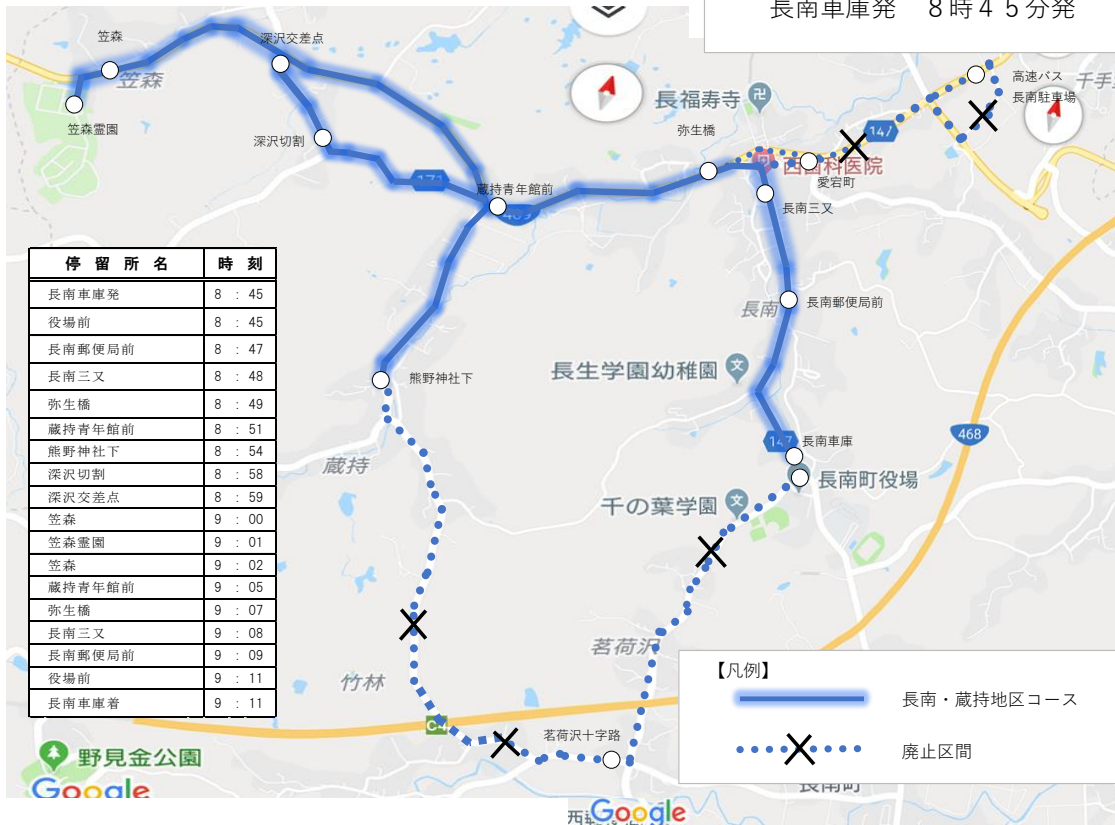 長南車庫発　8時45分発
笠森
深沢交差点
笠森
笠森霊園
深沢切割
長福寺
弥生橋
147
高速バス
長南駐車場
千手
西歯科医院
愛宕町
171
蔵持青年館前
409
長南三又
停留所名 時刻
長南車庫発 8 : 45
役場前 8 : 45
長南郵便局前 8 : 47
長南三又 8 : 48
弥生橋 8 : 49
蔵持青年館前 8 : 51
熊野神社下 8 : 54
深沢切割 8 : 58
深沢交差点 8 : 59
笠森 9 : 00
笠森霊園 9 : 01
笠森 9 : 02
蔵持青年館前 9 : 05
弥生橋 9 : 07
長南三又 9 : 08
長南郵便局前 9 : 09
役場前 9 : 11
長南車庫着 9 : 11
長南
長南郵便局前
長生学園幼稚園
熊野神社下
147
長南車庫
468
蔵持
長南町役場
千の葉学園
茗荷沢
竹林
C4
茗荷沢十字路
野見金公園
Google
【凡例】
長南・蔵持地区コース
廃止区間
長南町
Google